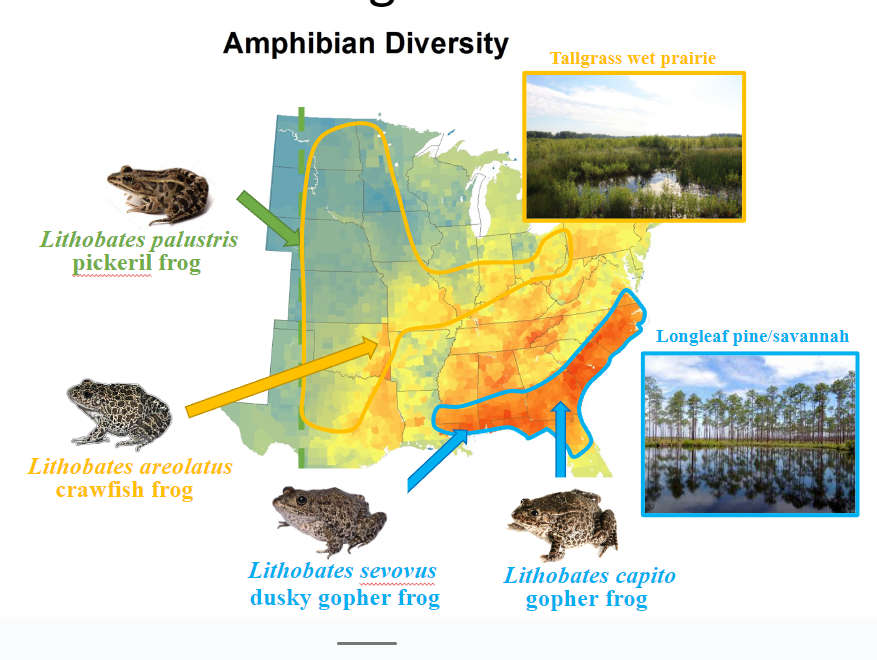 Amphibian Diversity
Tallgrass wet prairie
Lithobates palustris
pickeril frog
Longleaf pine/savannah
Lithobates areolatus
crawfish frog
Lithobates sevovus
dusky gopher frog
Lithobates capito
gopher frog